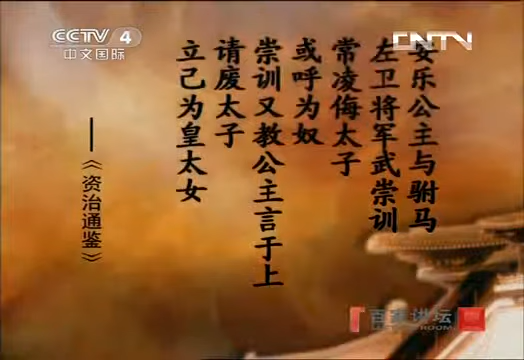 CCTV 4
中文国际
CNTV
安乐公主与驸马
左卫将军武崇训
常凌侮太子
或呼为奴
崇训又教公主言于上
请废太子
立己为皇太女
——《资治通鉴》
百家讲坛
ROOM